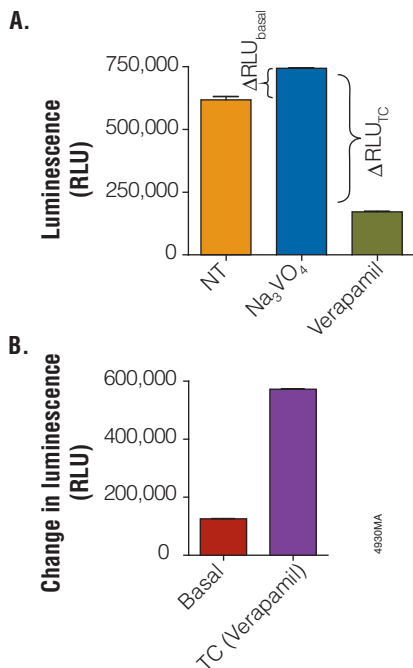 A.
Luminescence
(RLU)
750,000
500,000
250,000
0
ΔRLUbasal
ΔRLUTC
NT
Na3VO4
Verapamil
B.
Change in luminescence
(RLU)
600,000
400,000
200,000
0
Basal
TC (Verapamil)
4930MA